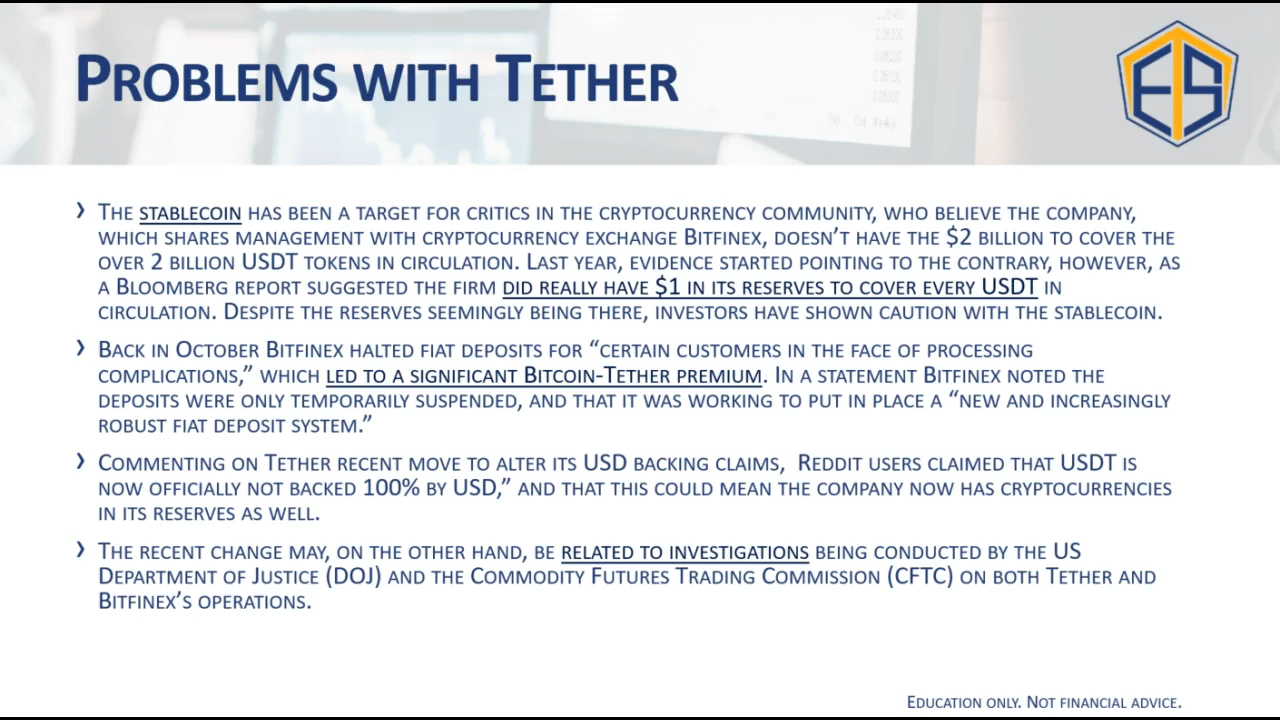 Problems with Tether
ES
› The stablecoin has been a target for critics in the cryptocurrency community, who believe the company,
which shares management with cryptocurrency exchange Bitfinex, doesn't have the $2 billion to cover the
over 2 billion USDT tokens in circulation. Last year, evidence started pointing to the contrary, however, as
a Bloomberg report suggested the firm did really have $1 in its reserves to cover every USDT in
circulation. Despite the reserves seemingly being there, investors have shown caution with the stablecoin.
› Back in October Bitfinex halted fiat deposits for “certain customers in the face of processing
complications,” which led to a significant Bitcoin-Tether premium. In a statement Bitfinex noted the
deposits were only temporarily suspended, and that it was working to put in place a “new and increasingly
robust fiat deposit system.”
› Commenting on Tether recent move to alter its USD backing claims, Reddit users claimed that USDT is
now officially not backed 100% by USD,” and that this could mean the company now has cryptocurrencies
in its reserves as well.
› The recent change may, on the other hand, be related to investigations being conducted by the US
Department of Justice (DOJ) and the Commodity Futures Trading Commission (CFTC) on both Tether and
Bitfinex's operations.
Education only. Not financial advice.